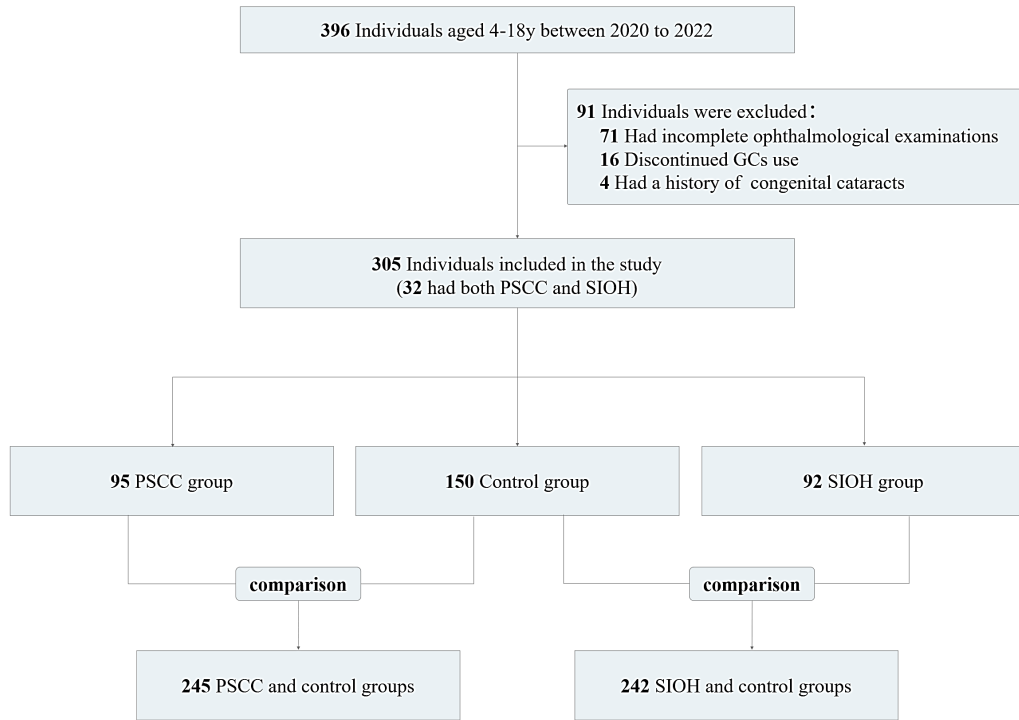 396 Individuals aged 4-18y between 2020 to 2022
91 Individuals were excluded：
71 Had incomplete ophthalmological examinations
16 Discontinued GCs use
4 Had a history of congenital cataracts
305 Individuals included in the study
(32 had both PSCC and SIOH)
95 PSCC group
150 Control group
92 SIOH group
comparison
comparison
245 PSCC and control groups
242 SIOH and control groups